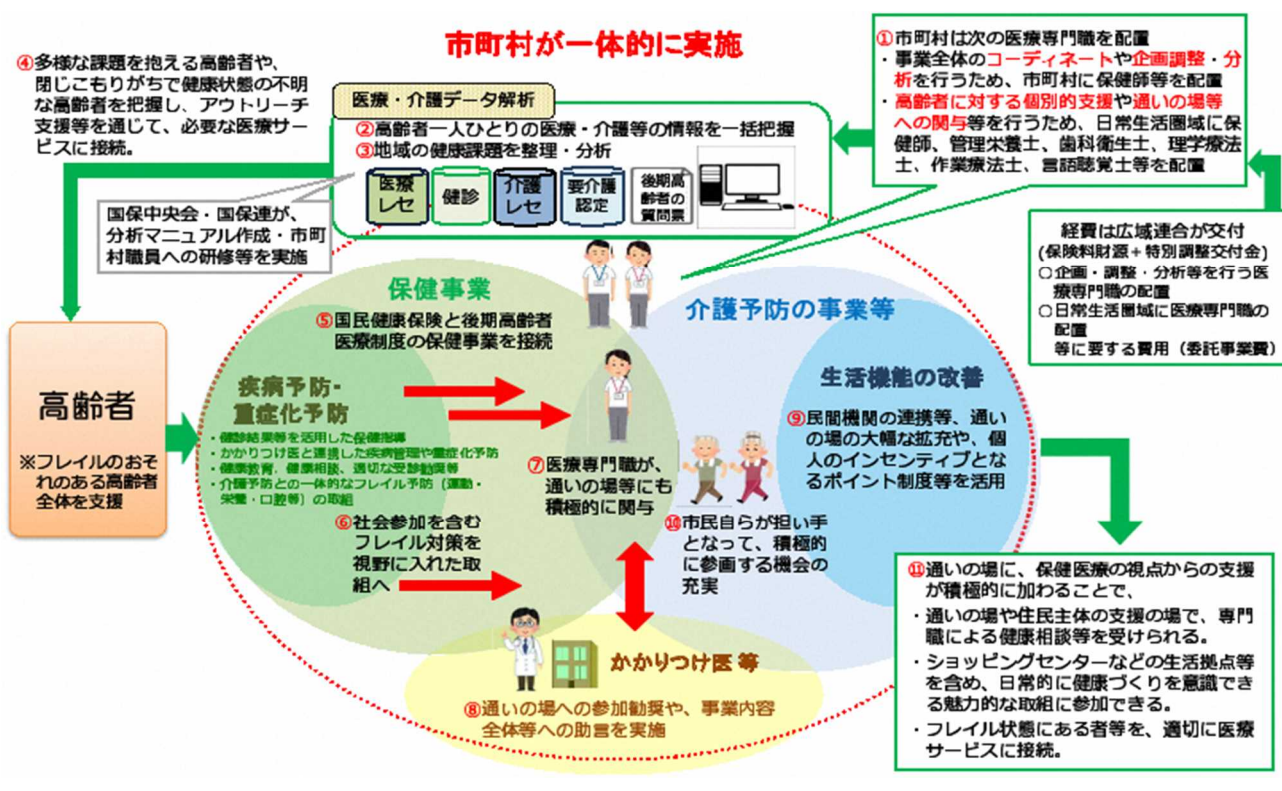 市町村が一体的に実施
④多様な課題を抱える高齢者や、
閉じこもりがちで健康状態の不明
な高齢者を把握し、アウトリーチ
支援等を通じて、必要な医療サー
ビスに接続。
医療・介護データ解析
②高齢者一人ひとりの医療・介護等の情報を一括把握
③地域の健康課題を整理・分析
医療
レセ
健診
介護
レセ
要介護
認定
後期高
齢者の
質問票
①市町村は次の医療専門職を配置
・事業全体のコーディネートや企画調整・分
析を行うため、市町村に保健師等を配置
・高齢者に対する個別的支援や通いの場等
への関与等を行うため、日常生活圏域に保
健師、管理栄養士、歯科衛生士、理学療法
士、作業療法士、言語聴覚士等を配置
国保中央会・国保連が、
分析マニュアル作成・市町
村職員への研修等を実施
経費は広域連合が交付
(保険料財源＋特別調整交付金)
○企画・調整・分析等を行う医
療専門職の配置
○日常生活圏域に医療専門職の
配置
等に要する費用（委託事業費）
高齢者
※フレイルのおそ
れのある高齢者
全体を支援
保健事業
⑤国民健康保険と後期高齢者
医療制度の保健事業を接続
疾病予防・
重症化予防
・健診結果等を活用した保健指導
・かかりつけ医と連携した疾病管理や重症化予防
・健康教育、健康相談、適切な受診勧奨等
・介護予防との一体的なフレイル予防（運動・
栄養・口腔等）の取組
⑥社会参加を含む
フレイル対策を
視野に入れた取
組へ
⑦医療専門職が、
通いの場等にも
積極的に関与
介護予防の事業等
生活機能の改善
⑨民間機関の連携等、通い
の場の大幅な拡充や、個
人のインセンティブとな
るポイント制度等を活用
⑩市民自らが担い手
となって、積極的
に参画する機会の
充実
かかりつけ医 等
⑧通いの場への参加勧奨や、事業内容
全体等への助言を実施
⑪通いの場に、保健医療の視点からの支援
が積極的に加わることで、
・通いの場や住民主体の支援の場で、専門
職による健康相談等を受けられる。
・ショッピングセンターなどの生活拠点等
を含め、日常的に健康づくりを意識でき
る魅力的な取組に参加できる。
・フレイル状態にある者等を、適切に医療
サービスに接続。